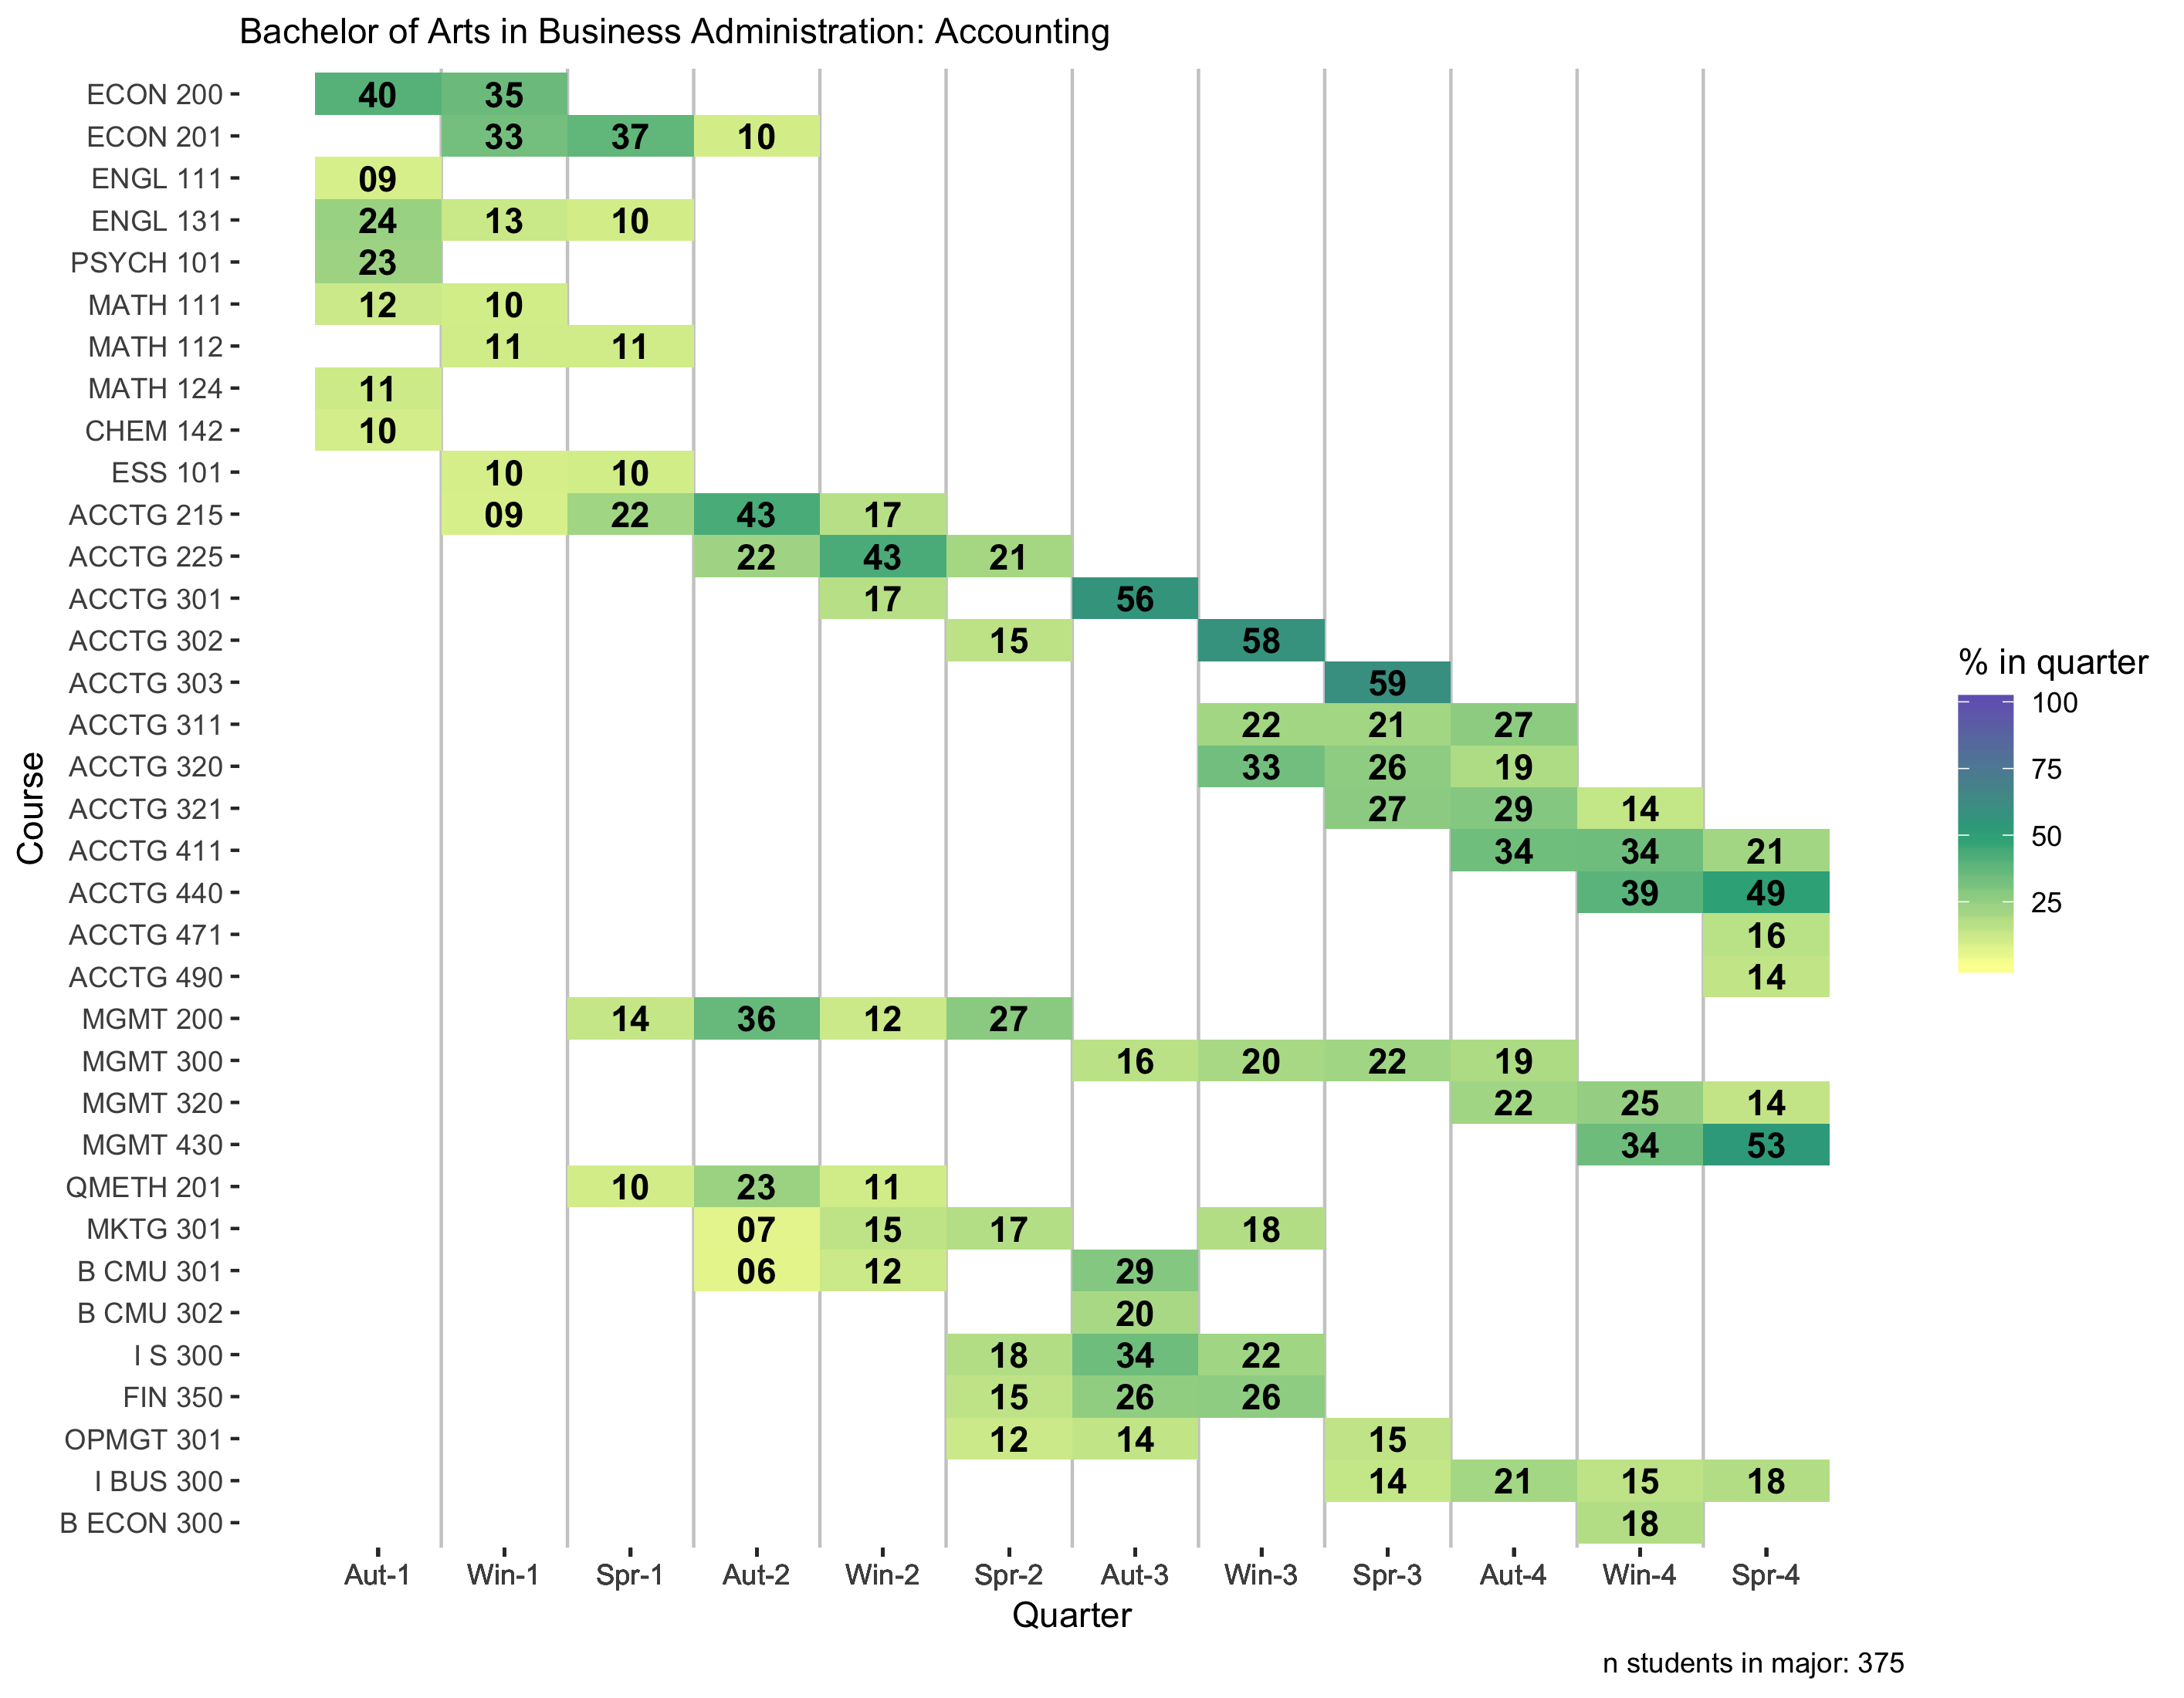 Bachelor of Arts in Business Administration: Accounting
ECON 200 40 35
ECON 201 33 37 10
ENGL 111 09
ENGL 131 24 13 10
PSYCH 101 23
MATH 111 12 10
MATH 112 11 11
MATH 124 11
CHEM 142 10
ESS 101 10 10
ACCTG 215 09 22 43 17
ACCTG 225 22 43 21
ACCTG 301 17 56
ACCTG 302 15 58
ACCTG 303 59
ACCTG 311 22 21 27
ACCTG 320 33 26 19
ACCTG 321 27 29 14
ACCTG 411 34 34 21
ACCTG 440 39 49
ACCTG 471 16
ACCTG 490 14
MGMT 200 14 36 12 27
MGMT 300 16 20 22 19
MGMT 320 22 25 14
MGMT 430 34 53
QMETH 201 10 23 11
MKTG 301 07 15 17 18
B CMU 301 06 12 29
B CMU 302 20
I S 300 18 34 22
FIN 350 15 26 26
OPMGT 301 12 14 15
I BUS 300 14 21 15 18
B ECON 300 18
Aut-1 Win-1 Spr-1 Aut-2 Win-2 Spr-2 Aut-3 Win-3 Spr-3 Aut-4 Win-4 Spr-4
Quarter
Course
% in quarter
100
75
50
25
n students in major: 375